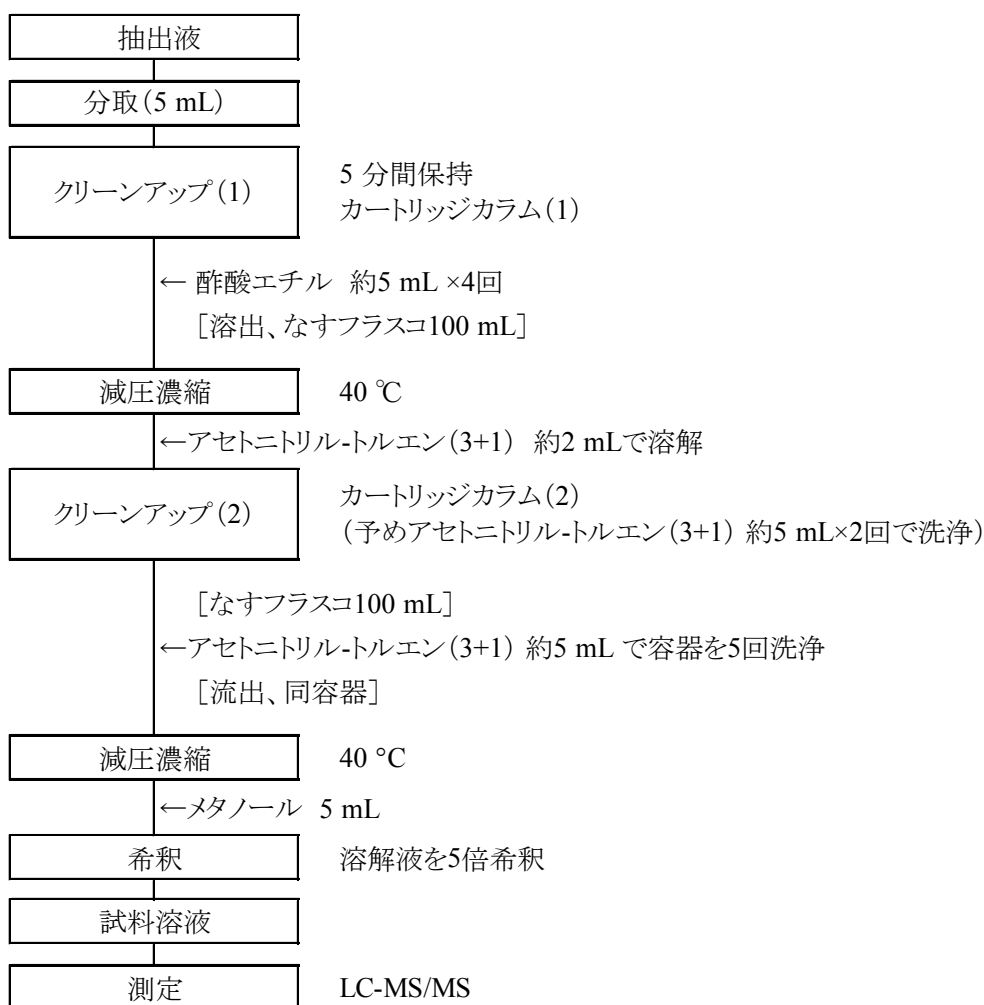 抽出液
分取(5 mL)
クリーンアップ(1)
5 分間保持
カートリッジカラム(1)
← 酢酸エチル 約5 mL ×4回
[溶出、なすフラスコ100 mL]
減圧濃縮 40 ℃
←アセトニトリル-トルエン(3+1) 約2 mLで溶解
クリーンアップ(2)
カートリッジカラム(2)
(予めアセトニトリル-トルエン(3+1) 約5 mL×2回で洗浄)
[なすフラスコ100 mL]
←アセトニトリル-トルエン(3+1) 約5 mL で容器を5回洗浄
[流出、同容器]
減圧濃縮 40 °C
←メタノール 5 mL
希釈 溶解液を5倍希釈
試料溶液
測定 LC-MS/MS